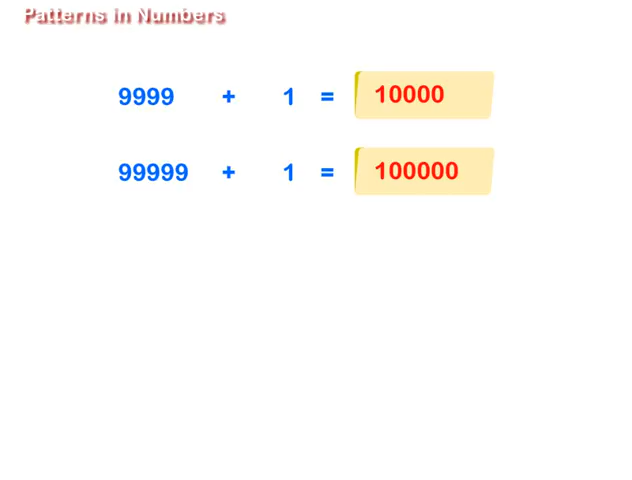 Patterns in Numbers
9999 + 1 = 10000
99999 + 1 = 100000